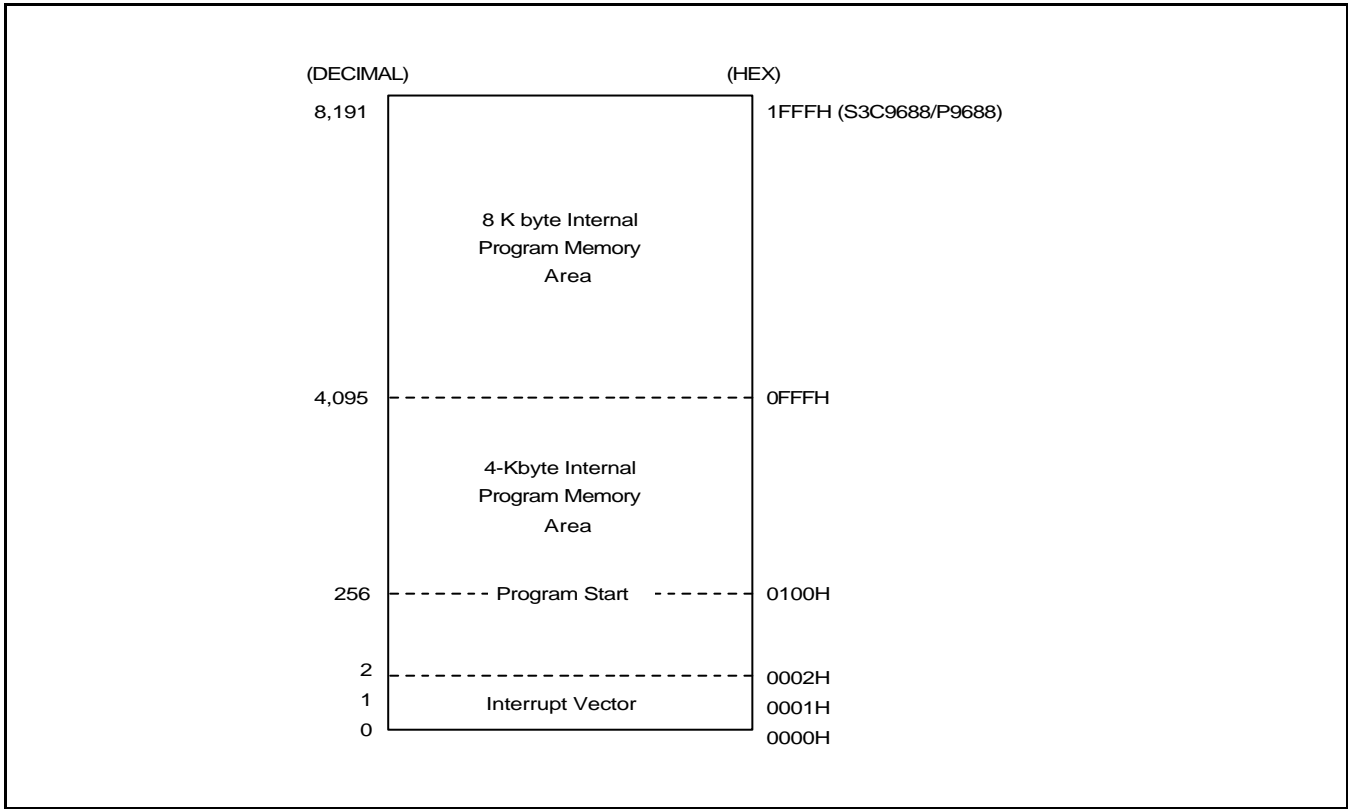 (DECIMAL) (HEX)
8,191 1FFFH (S3C9688/P9688)
8 K byte Internal
Program Memory
Area
4,095 0FFFH
4-Kbyte Internal
Program Memory
Area
256 Program Start 0100H
2 0002H
1 Interrupt Vector 0001H
0 0000H